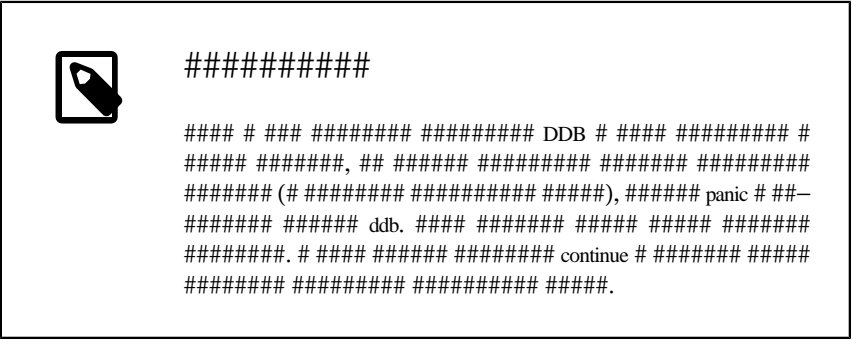 ##########
#### # ### ######## ######### DDB # #### ######### #
##### #######, ## ###### ######### ####### #########
####### (# ######## ########## #####), ###### panic # ##–
####### ###### ddb. #### ####### ##### ##### #######
########. # #### ###### ######## continue # ####### #####
######## ######### ########## #####.